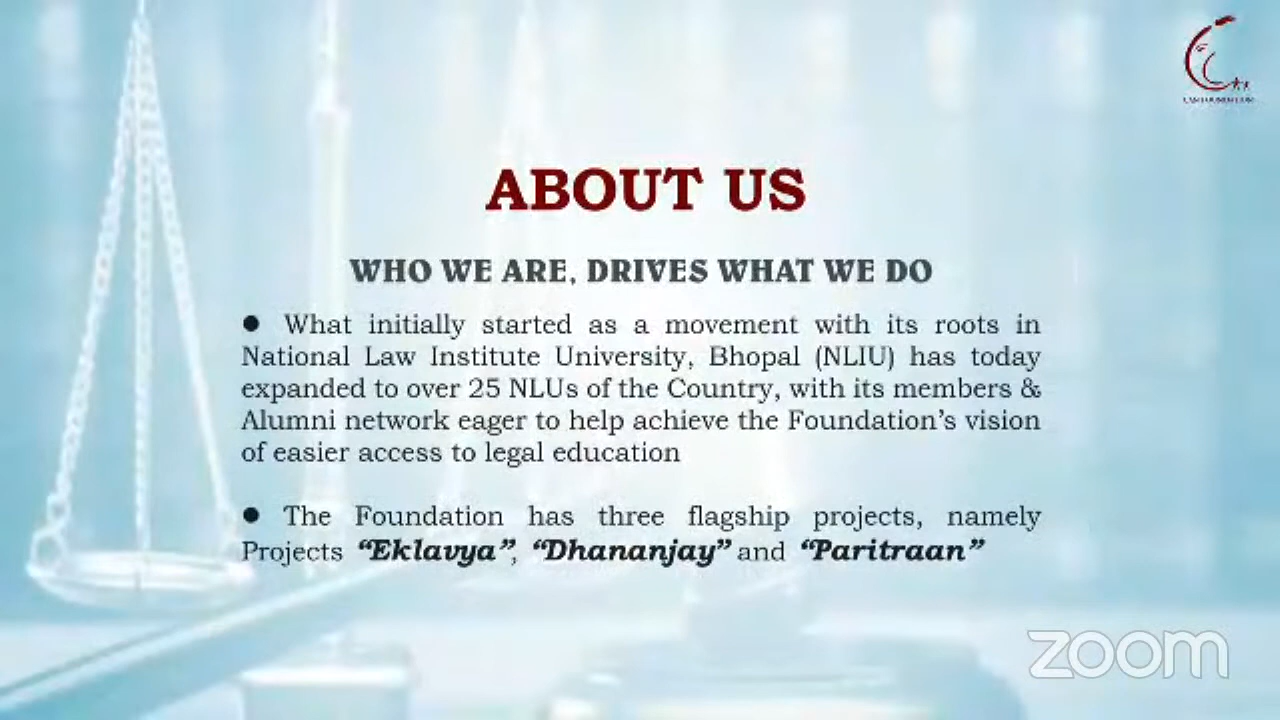 ABOUT US
WHO WE ARE, DRIVES WHAT WE DO
● What initially started as a movement with its roots in
National Law Institute University, Bhopal (NLIU) has today
expanded to over 25 NLUs of the Country, with its members &
Alumni network eager to help achieve the Foundation's vision
of easier access to legal education
● The Foundation has three flagship projects, namely
Projects “Eklavya”, “Dhananjay” and “Paritraan”
zoom